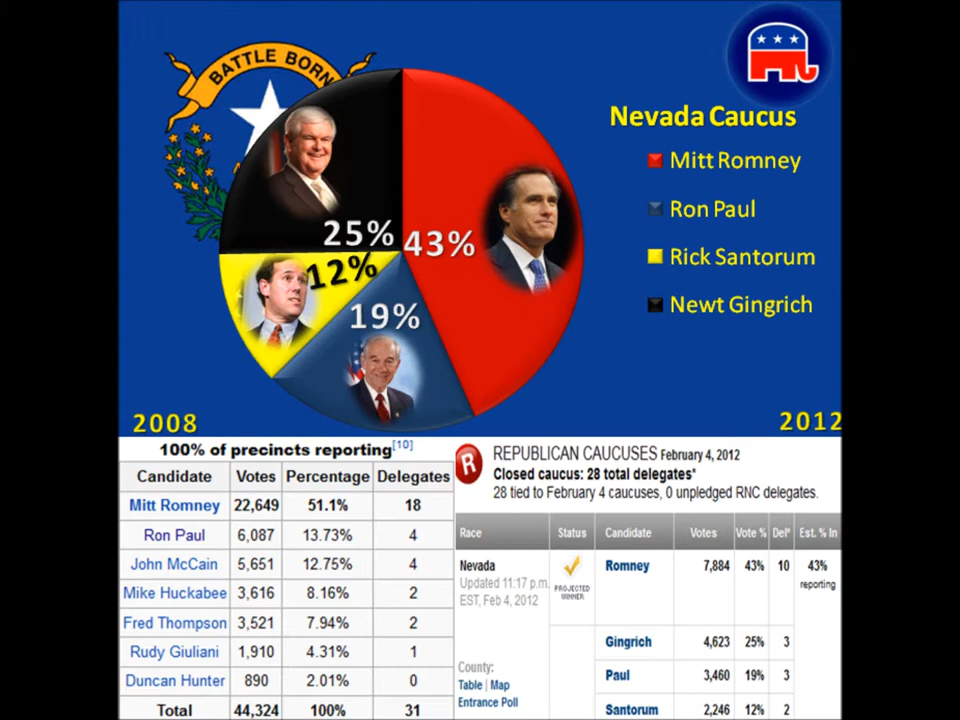 BATTLE BORN
Nevada Caucus
Mitt Romney
Ron Paul
Rick Santorum
Newt Gingrich
25%
43%
12%
19%
2008
2012
100% of precincts reporting[10]
Candidate Votes Percentage Delegates
Mitt Romney 22,649 51.1% 18
Ron Paul 6,087 13.73% 4
John McCain 5,651 12.75% 4
Mike Huckabee 3,616 8.16% 2
Fred Thompson 3,521 7.94% 2
Rudy Giuliani 1,910 4.31% 1
Duncan Hunter 890 2.01% 0
Total 44,324 100% 31
R
REPUBLICAN CAUCUSES February 4, 2012
Closed caucus: 28 total delegates*
28 tied to February 4 caucuses, 0 unpledged RNC delegates.
Race Status Candidate Votes Vote % Del* Est. % In
Nevada Romney 7,884 43% 10 43%
Updated 11:17 p.m. PROJECTED reporting
EST, Feb 4, 2012 WINNER
Gingrich 4,623 25% 3
County: Paul 3,460 19% 3
Table | Map
Entrance Poll Santorum 2,246 12% 2